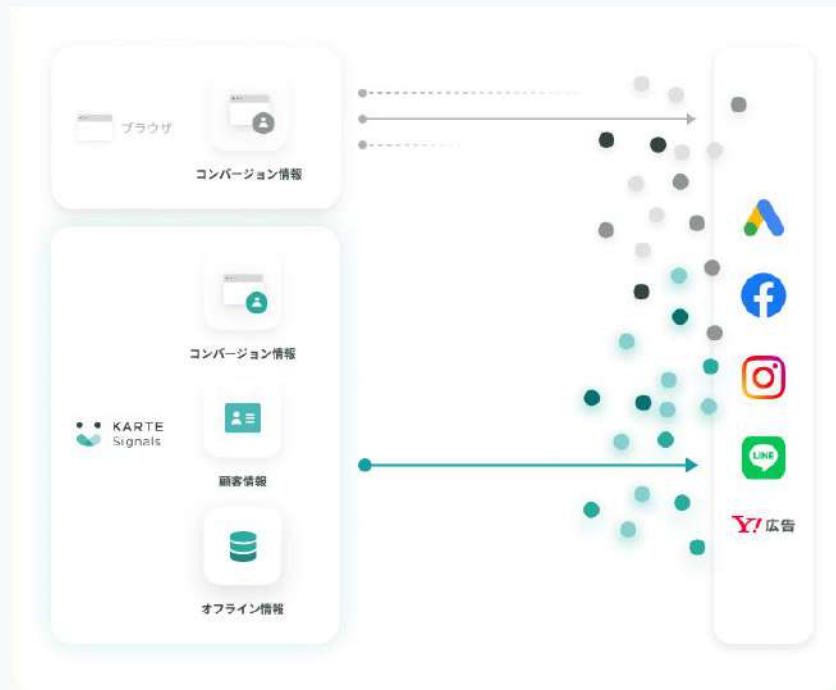 ブラウザ
コンバージョン情報
コンバージョン情報
KARTE
Signals
顧客情報
オフライン情報
LINE
Y! 広告